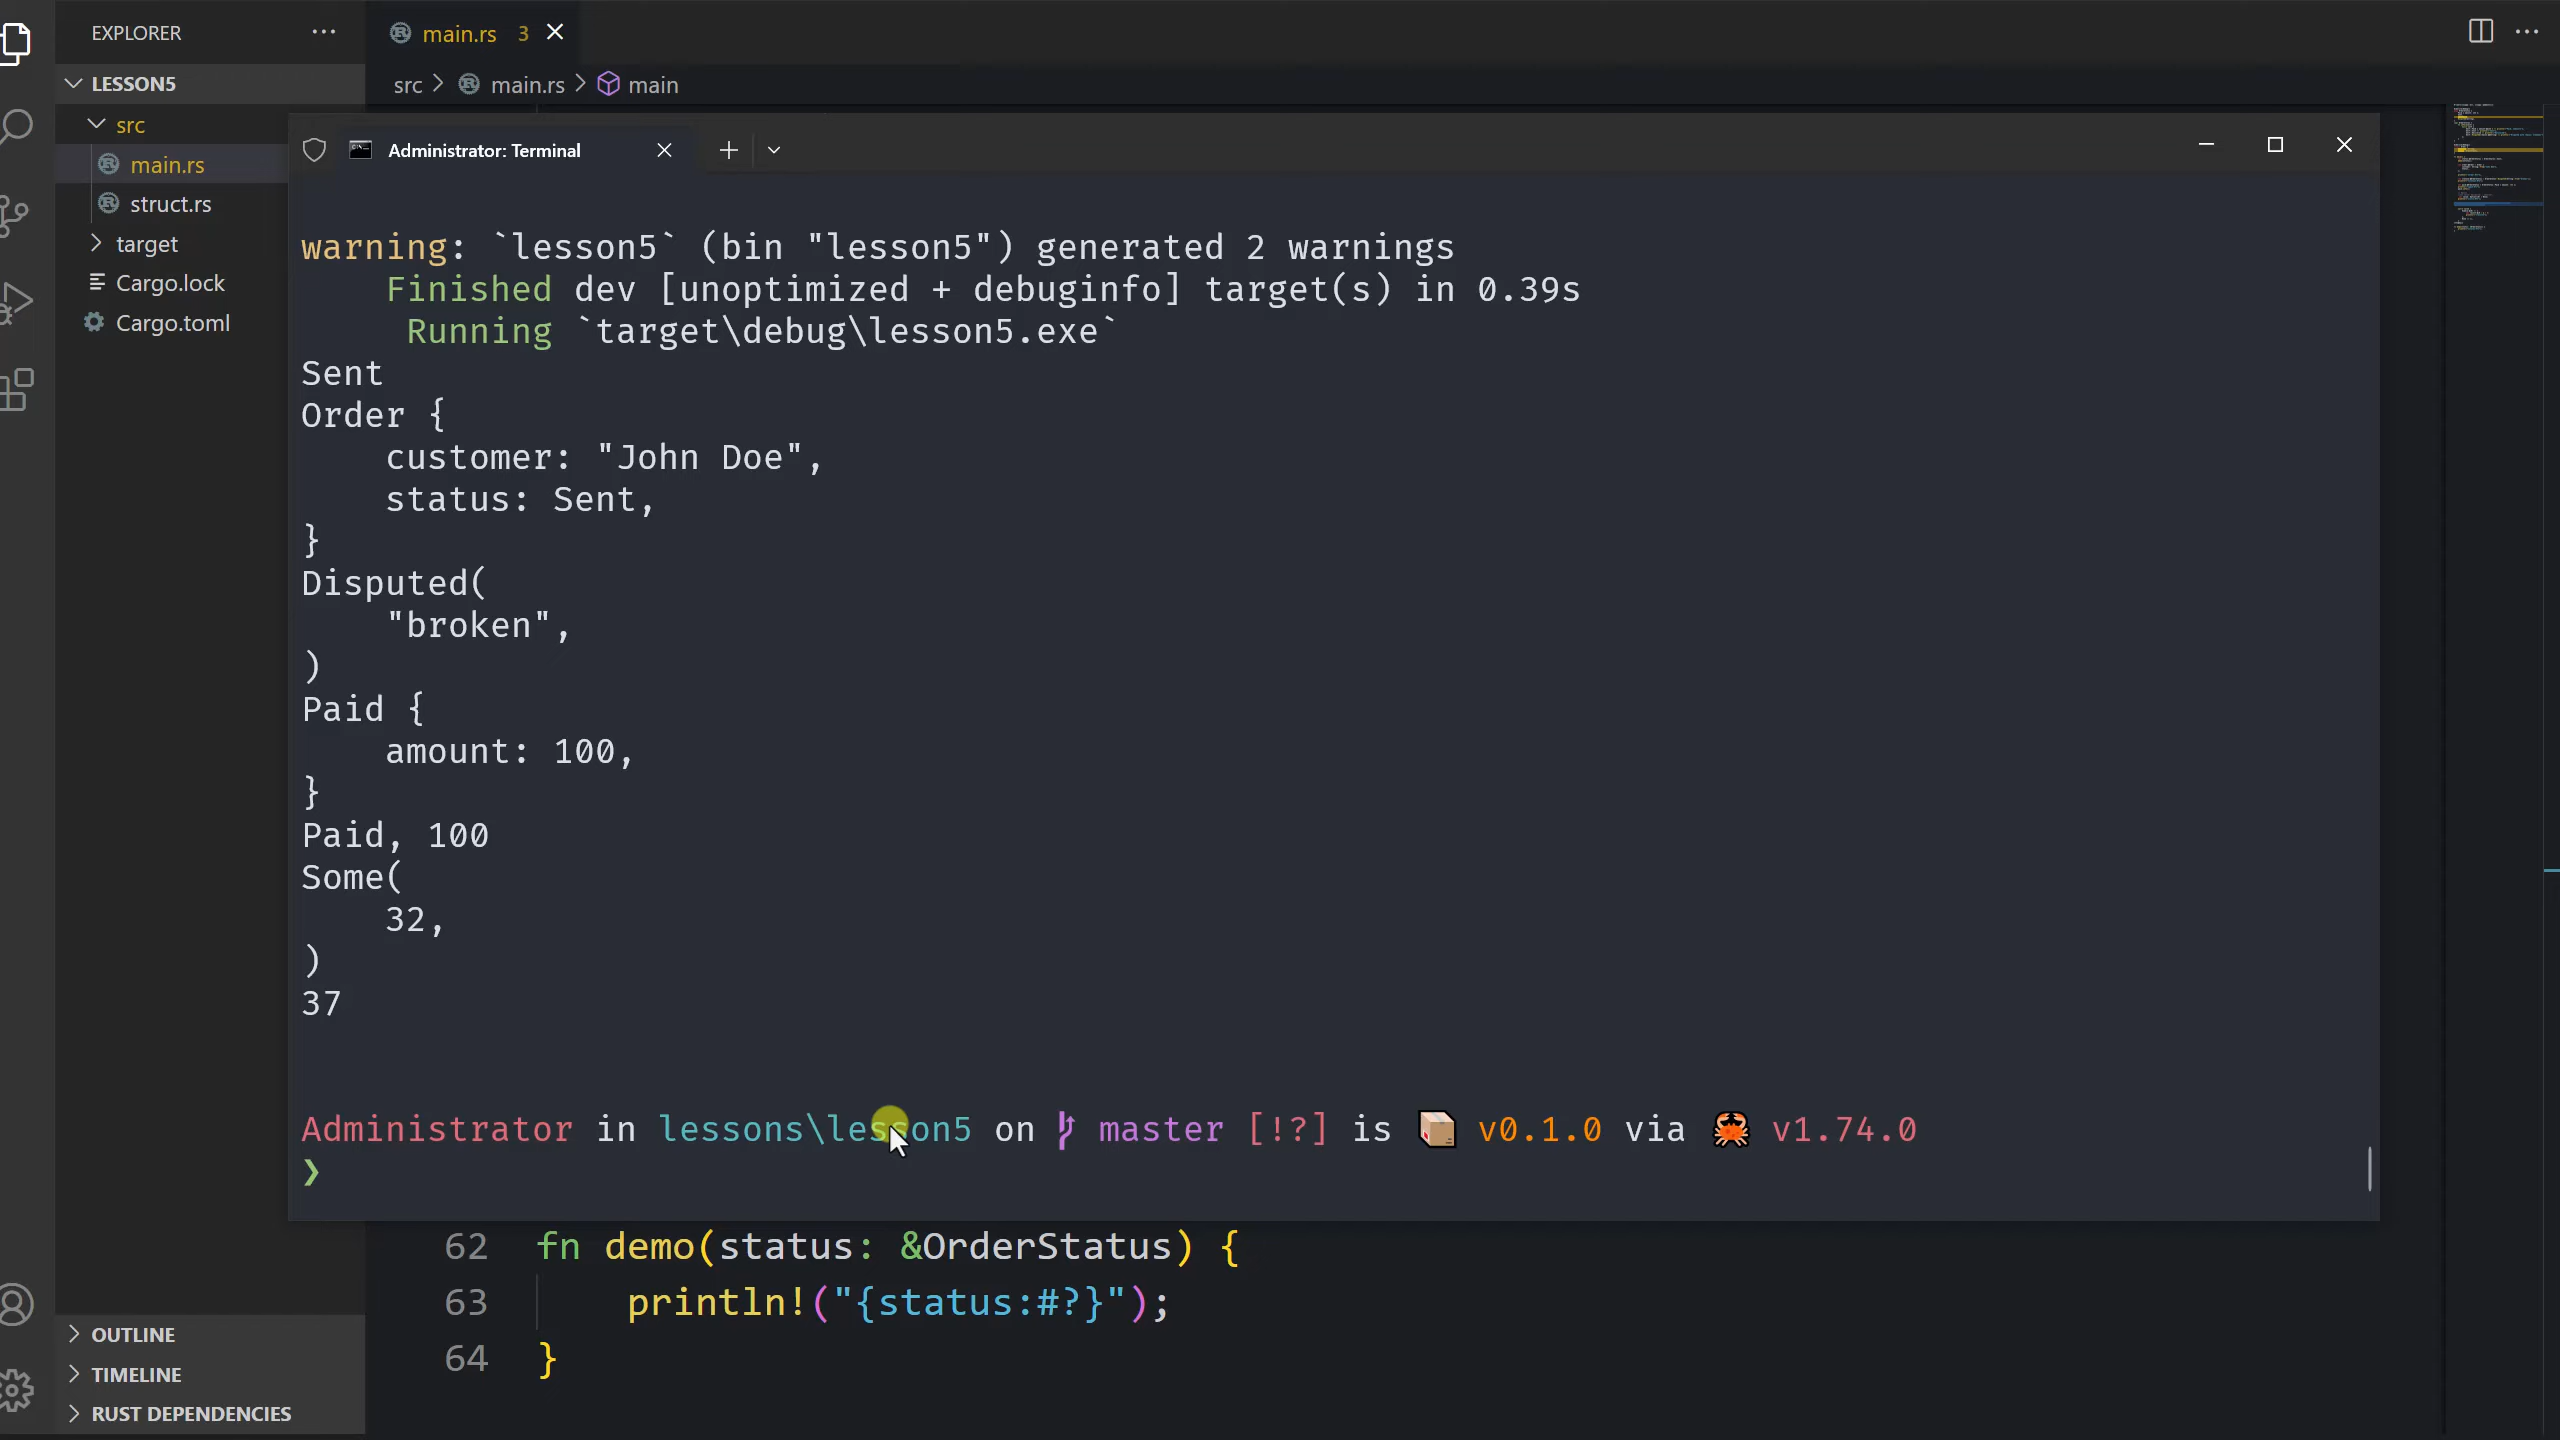 EXPLORER
LESSON5
src
main.rs
struct.rs
target
Cargo.lock
Cargo.toml
OUTLINE
TIMELINE
RUST DEPENDENCIES
main.rs 3
src > main.rs > main
Administrator: Terminal
warning: `lesson5` (bin "lesson5") generated 2 warnings
Finished dev [unoptimized + debuginfo] target(s) in 0.39s
Running `target\debug\lesson5.exe`
Sent
Order {
customer: "John Doe",
status: Sent,
}
Disputed(
"broken",
)
Paid {
amount: 100,
}
Paid, 100
Some(
32,
)
37
Administrator in lessons\lesson5 on master [!?] is v0.1.0 via v1.74.0
❯
62 fn demo(status: &OrderStatus) {
63 println!("{status:#?}");
64 }